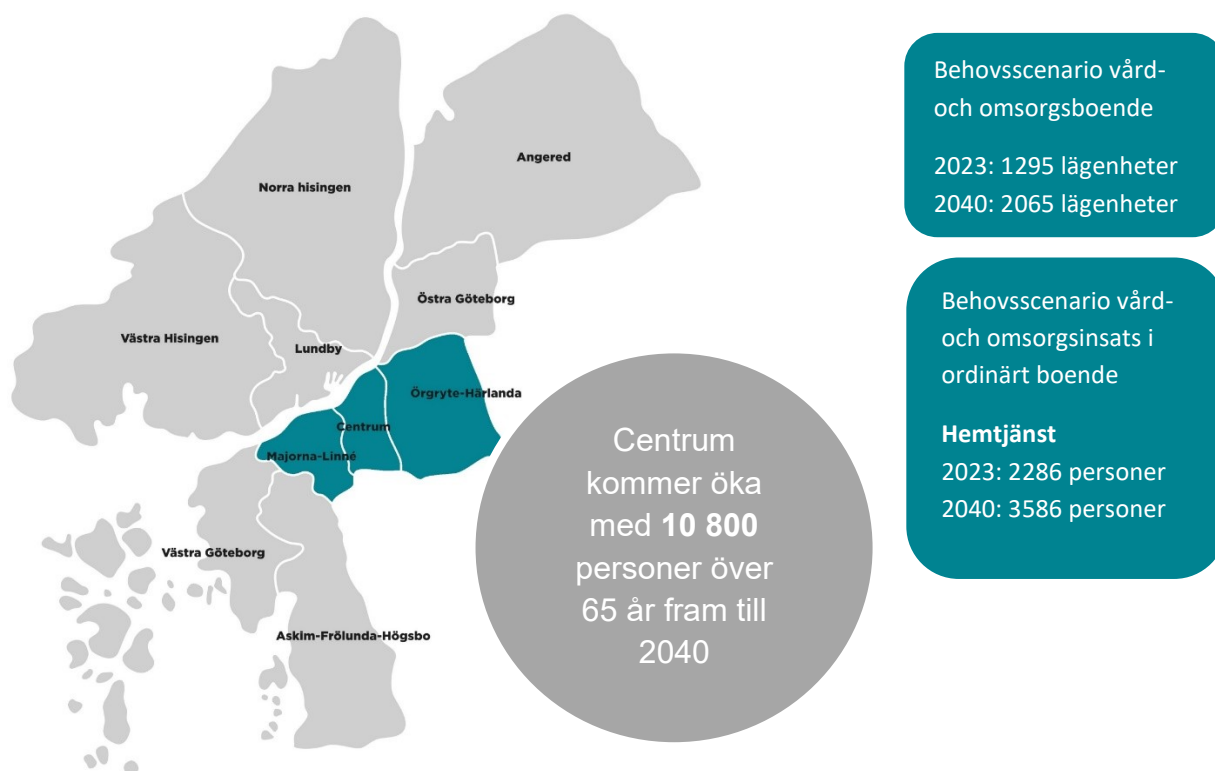 Angered
Norra hisingen
Östra Göteborg
Västra Hisingen
Lundby
Örgryte-Härlanda
Centrum
Majorna-Linné
Västra Göteborg
Askim-Frölunda-Högsbo
Centrum
kommer öka
med 10 800
personer över
65 år fram till
2040
Behovsscenario vård-
och omsorgsboende
2023: 1295 lägenheter
2040: 2065 lägenheter
Behovsscenario vård-
och omsorgsinsats i
ordinärt boende
Hemtjänst
2023: 2286 personer
2040: 3586 personer